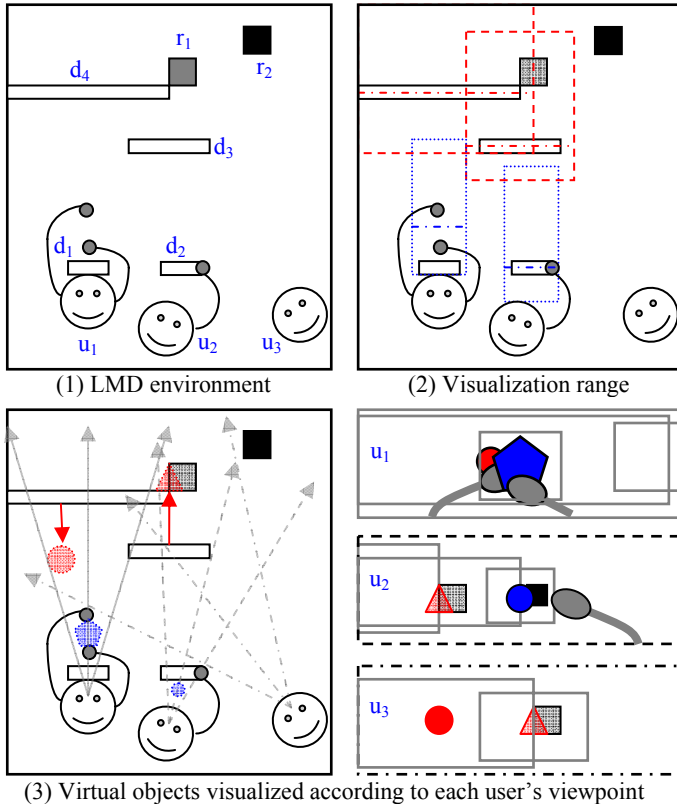 r1
r2
d4
d3
d1
d2
u1
u2
u3
(1) LMD environment
(2) Visualization range
u1
u2
u3
(3) Virtual objects visualized according to each user's viewpoint